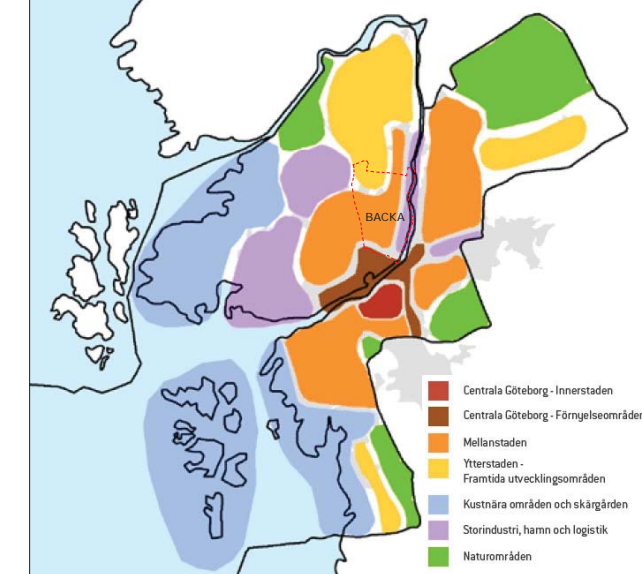 BACKA
Centrala Göteborg - Innerstaden
Centrala Göteborg - Förnyelseområden
Mellanstaden
Ytterstaden -
Framtida utvecklingsområden
Kustnära områden och skärgården
Storindustri, hamn och logistik
Naturområden